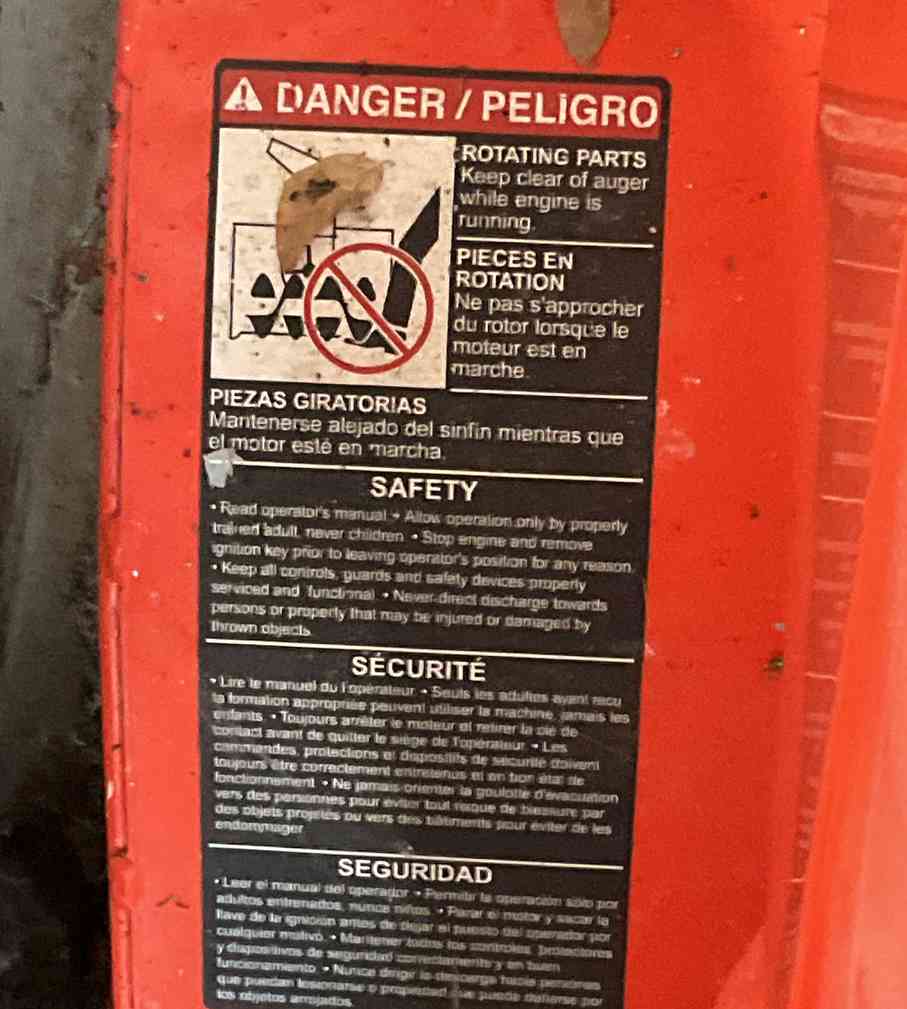 DANGER / PELIGRO
ROTATING PARTS
Keep clear of auger
while engine is
running.
PIECES EN
ROTATION
Ne pas s'approcher
du rotor lorsque le
moteur est en
marche.
PIEZAS GIRATORIAS
Mantenerse alejado del sinfin mientras que
el motor esté en marcha.
SAFETY
• Read operator's manual • Allow operation only by properly
trained adult, never children • Stop engine and remove
ignition key prior to leaving operator's position for any reason.
• Keep all controls, guards and safety devices properly
serviced and functional • Never direct discharge towards
persons or property that may be injured or damaged by
thrown objects.
SÉCURITÉ
• Lire le manuel du l'opérateur • Seuls les adultes ayant reçu
la formation appropriée peuvent utiliser la machine, jamais les
enfants • Toujours arrêter le moteur et retirer la clé de
contact avant de quitter le siège de l'opérateur • Les
commandes, protections et dispositifs de sécurité doivent
toujours être correctement entretenus et en bon état de
fonctionnement • Ne jamais orienter la goulotte d'évacuation
vers des personnes pour éviter tout risque de blessure par
des objets projetés ou vers des bâtiments pour éviter de les
endommager
SEGURIDAD
• Leer el manual del operador • Permitir la operación sólo por
adultos entrenados, nunca niños • Parar el motor y sacar la
llave de la ignición antes de dejar el puesto del operador por
cualquier motivo • Mantener todos los controles, protectores
y dispositivos de seguridad correctamente y en buen
funcionamiento • Nunca dirigir la descarga hacia personas
que puedan lesionarse o propiedad que puede dañarse por
los objetos arrojados.